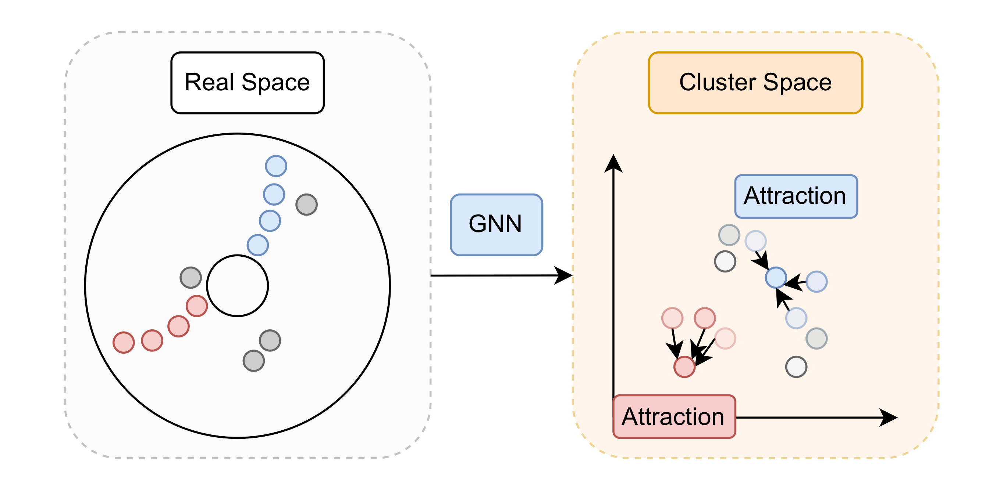 Real Space
GNN
Cluster Space
Attraction
Attraction